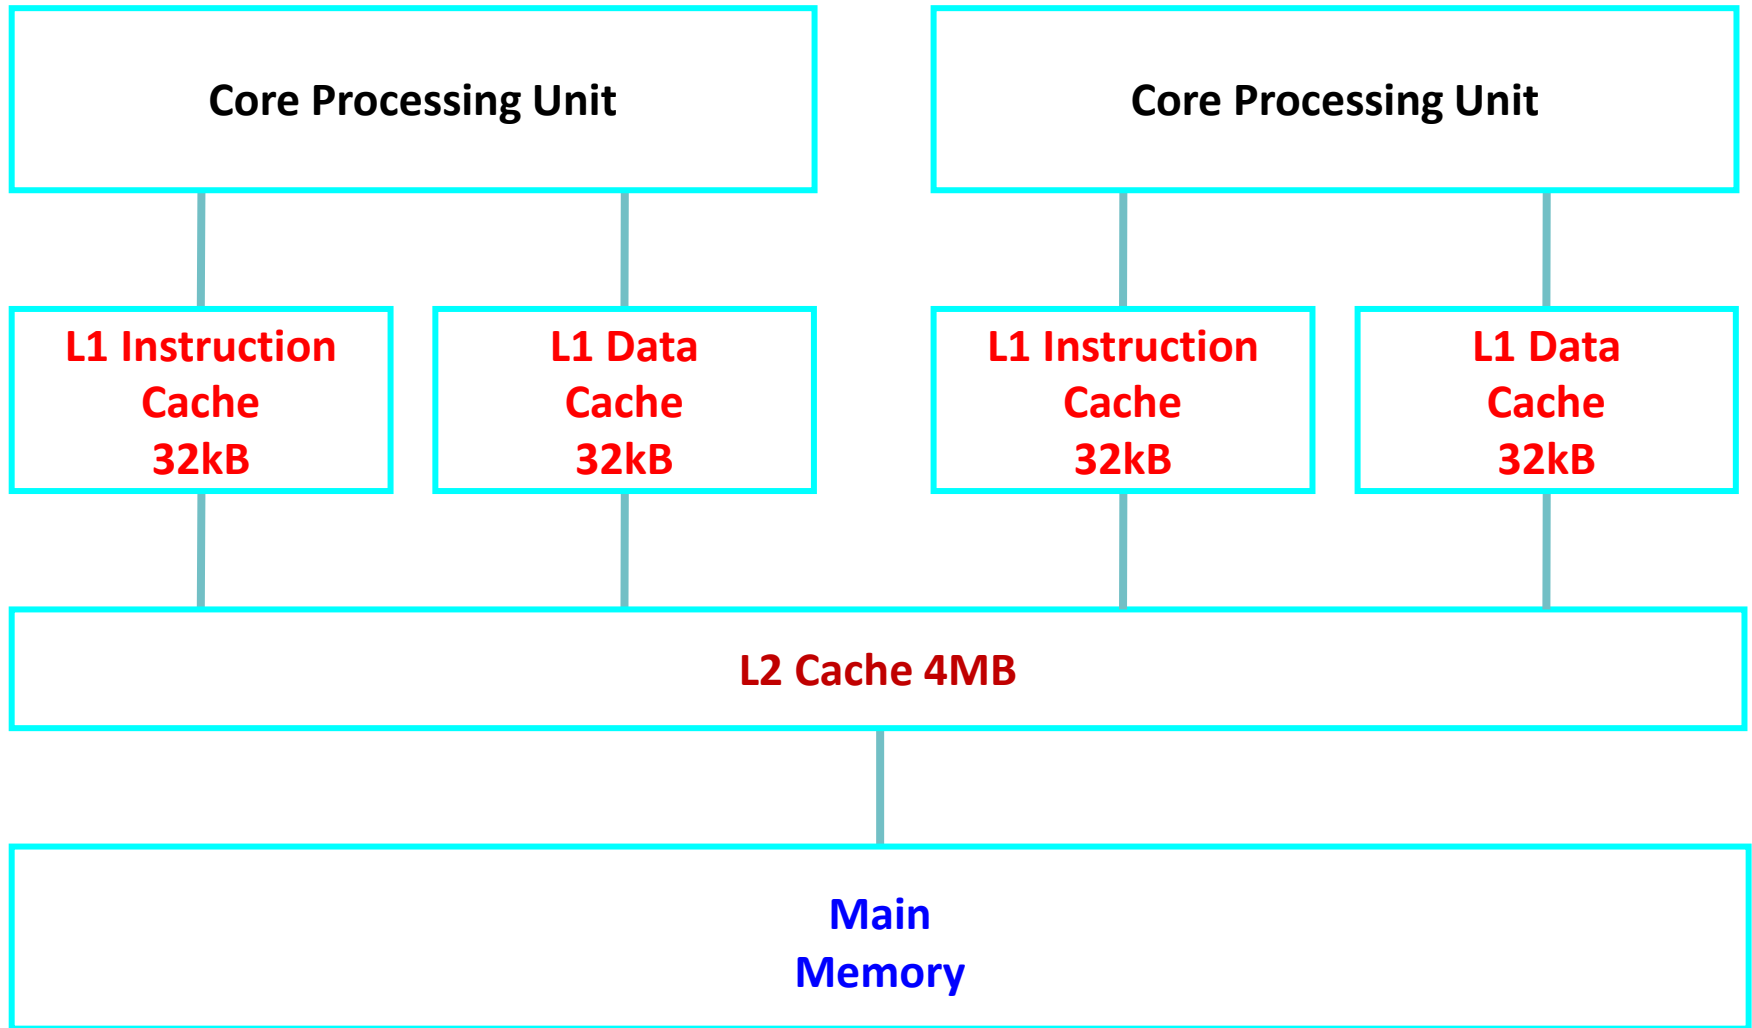 Core Processing Unit
Core Processing Unit
L1 Instruction
Cache
32kB
L1 Data
Cache
32kB
L1 Instruction
Cache
32kB
L1 Data
Cache
32kB
L2 Cache 4MB
Main
Memory